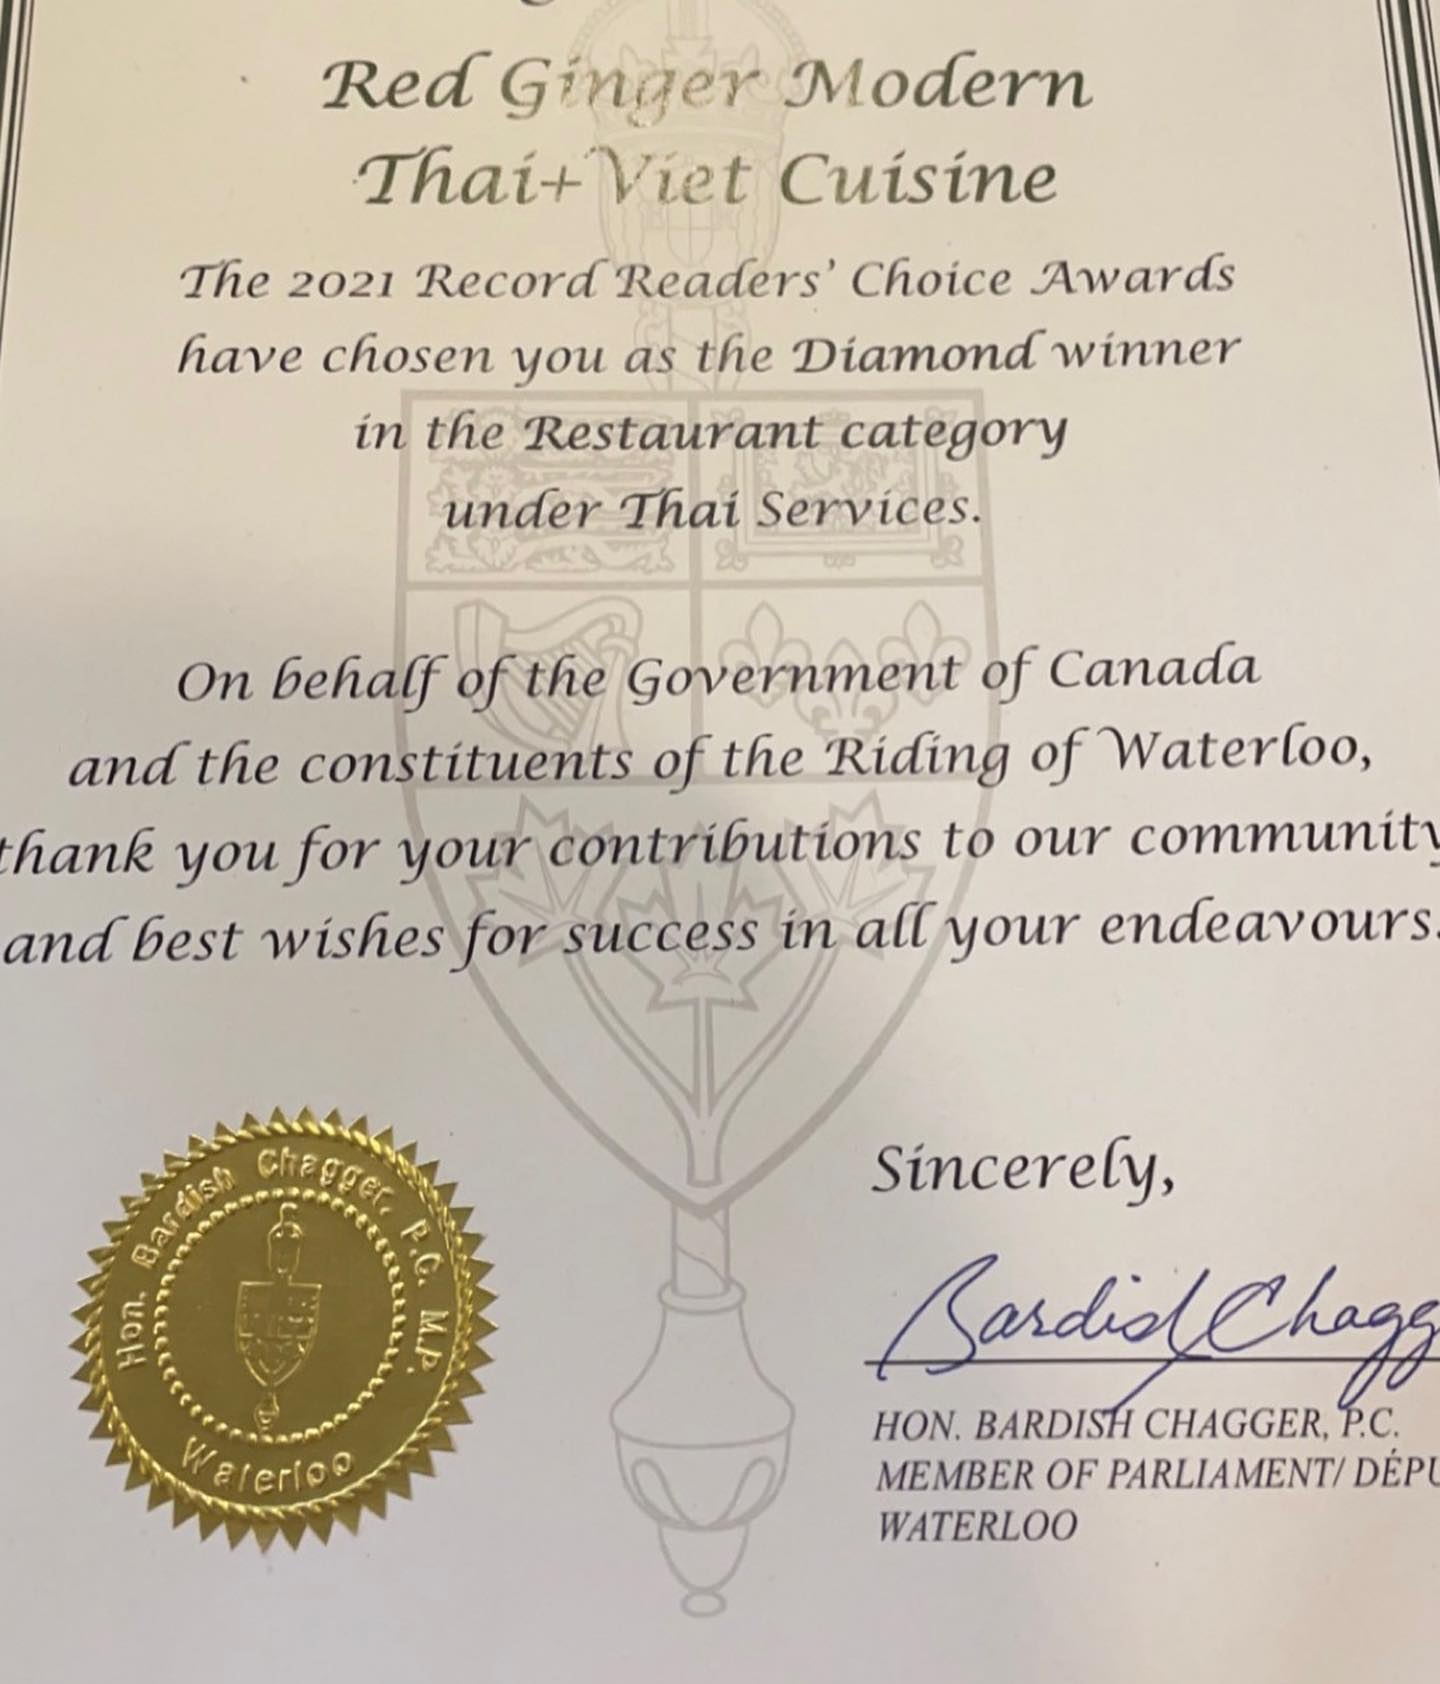 Red Ginger Modern
Thai+ Viet Cuisine
The 2021 Record Readers' Choice Awards
have chosen you as the Diamond winner
in the Restaurant category
under Thai Services.
On behalf of the Government of Canada
and the constituents of the Riding of Waterloo,
thank you for your contributions to our community
and best wishes for success in all your endeavours.
Sincerely,
Bardish Chagg
HON. BARDISH CHAGGER, P.C.
MEMBER OF PARLIAMENT/ DÉPU
WATERLOO
Hon. Bardish Chagger, P.C. M.P.
Waterloo